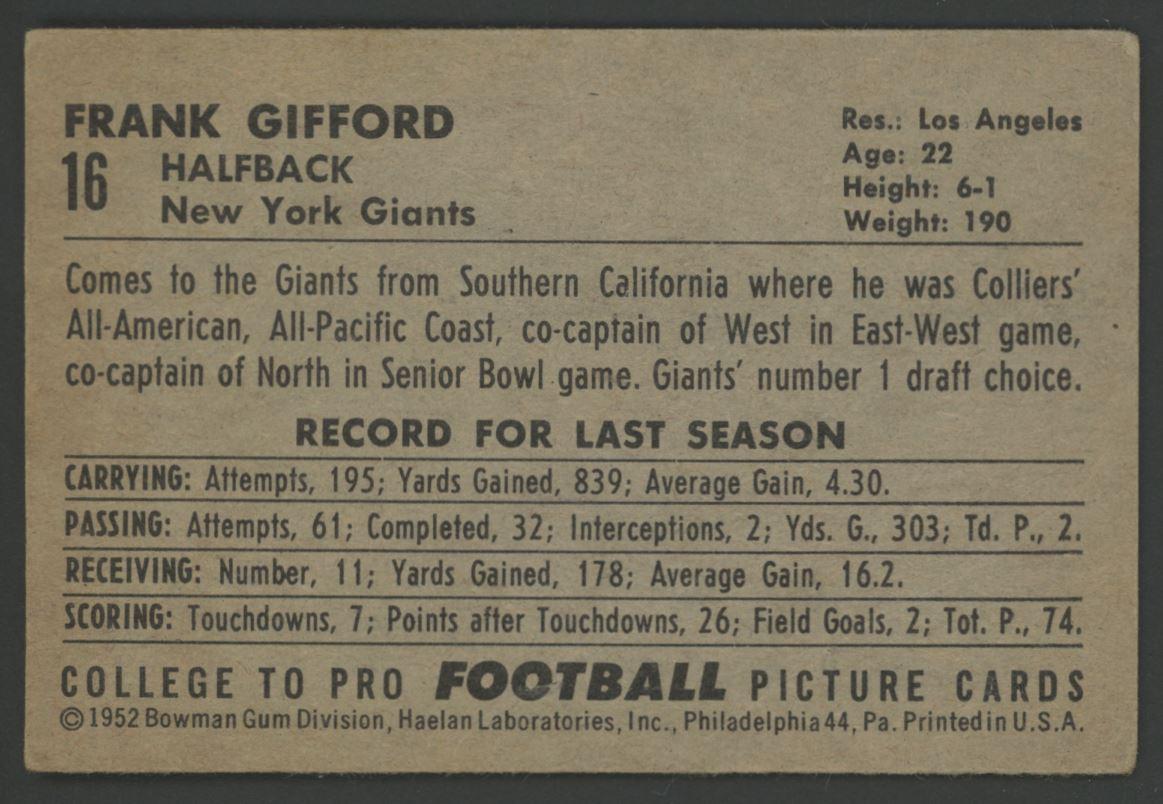 FRANK GIFFORD
16 HALFBACK
New York Giants
Res.: Los Angeles
Age: 22
Height: 6-1
Weight: 190
Comes to the Giants from Southern California where he was Colliers'
All-American, All-Pacific Coast, co-captain of West in East-West game,
co-captain of North in Senior Bowl game. Giants' number 1 draft choice.
RECORD FOR LAST SEASON
CARRYING: Attempts, 195; Yards Gained, 839; Average Gain, 4.30.
PASSING: Attempts, 61; Completed, 32; Interceptions, 2; Yds. G., 303; Td. P., 2.
RECEIVING: Number, 11; Yards Gained, 178; Average Gain, 16.2.
SCORING: Touchdowns, 7; Points after Touchdowns, 26; Field Goals, 2; Tot. P., 74.
COLLEGE TO PRO FOOTBALL PICTURE CARDS
© 1952 Bowman Gum Division, Haelan Laboratories, Inc., Philadelphia 44, Pa. Printed in U.S.A.